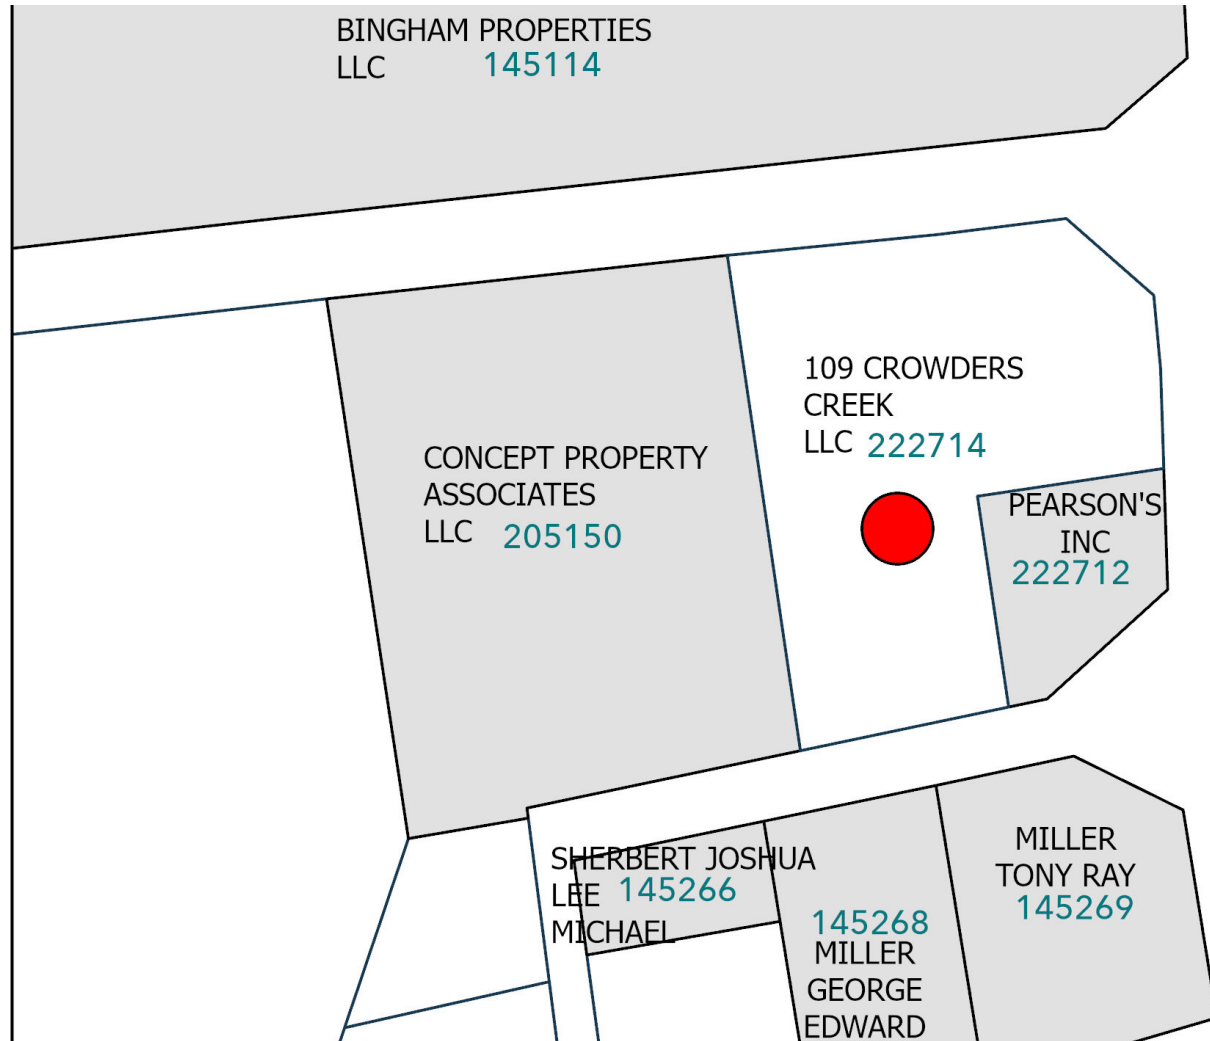 BINGHAM PROPERTIES
LLC 145114
109 CROWDERS
CREEK
LLC 222714
CONCEPT PROPERTY
ASSOCIATES
LLC 205150
PEARSON'S
INC
222712
SHERBERT JOSHUA
LEE 145266
MICHAEL
145268
MILLER
GEORGE
EDWARD
MILLER
TONY RAY
145269